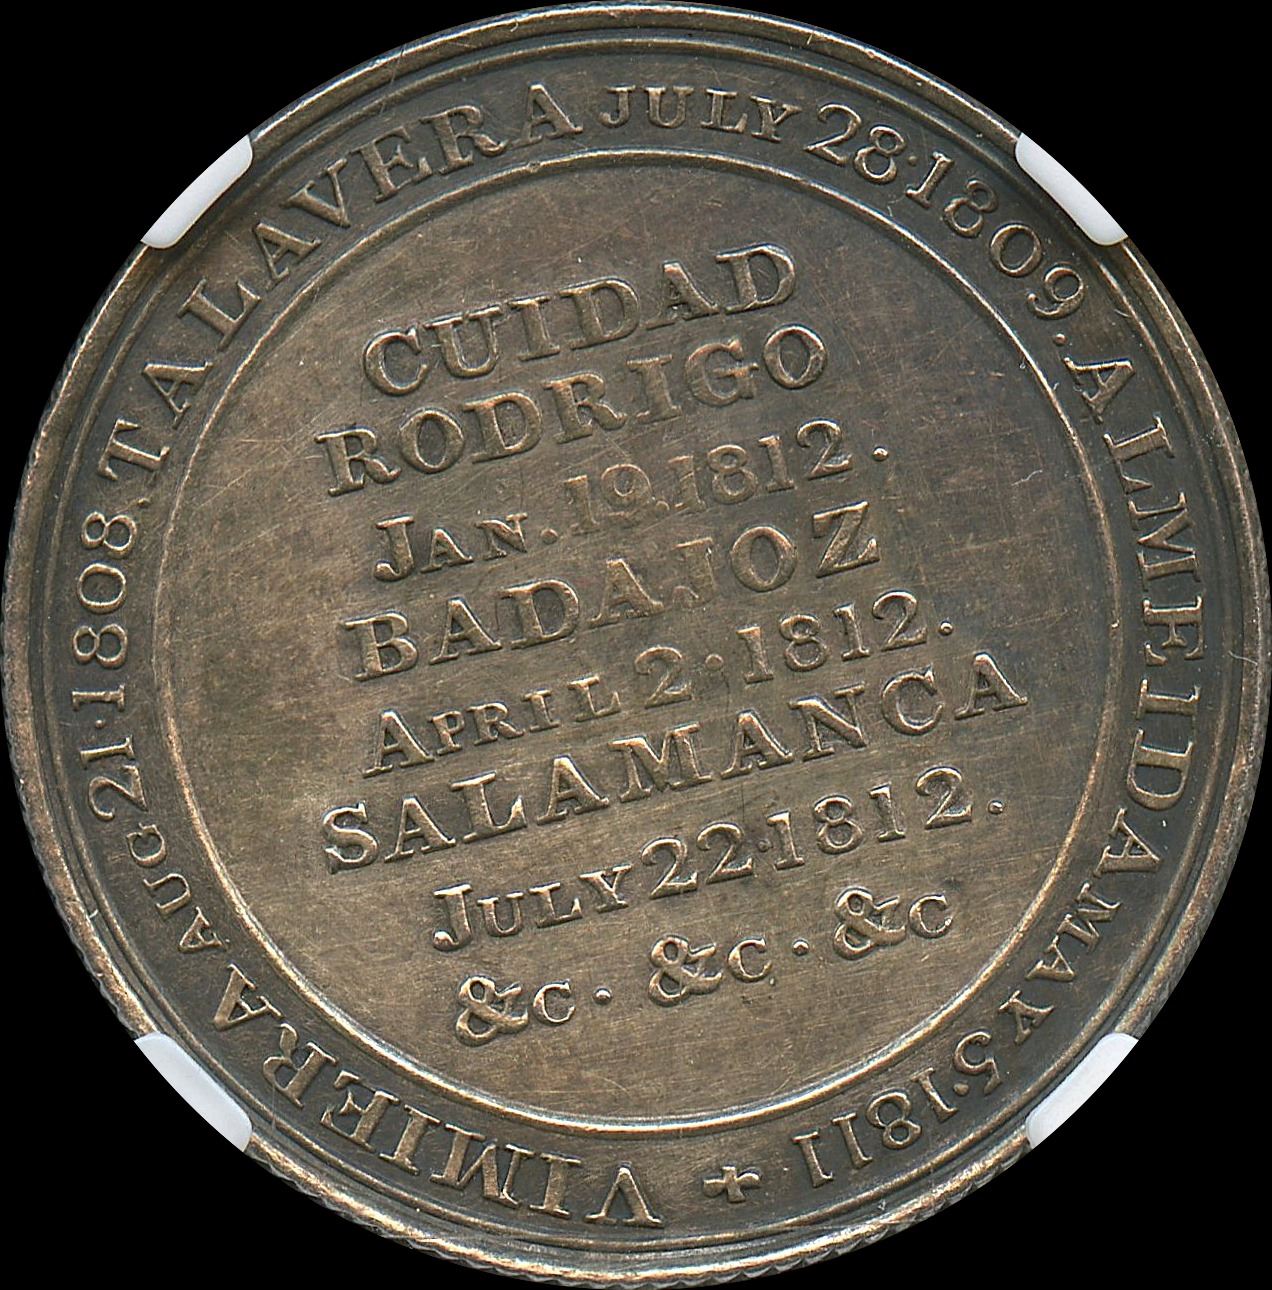 VIMIERA AUG 21·1808. TALAVERA JULY 28·1809. ALMEIDA MAY 5·1811
CUIDAD
RODRIGO
JAN. 19.1812.
BADAJOZ
APRIL 2·1812.
SALAMANCA
JULY 22·1812.
&C· &C· &C